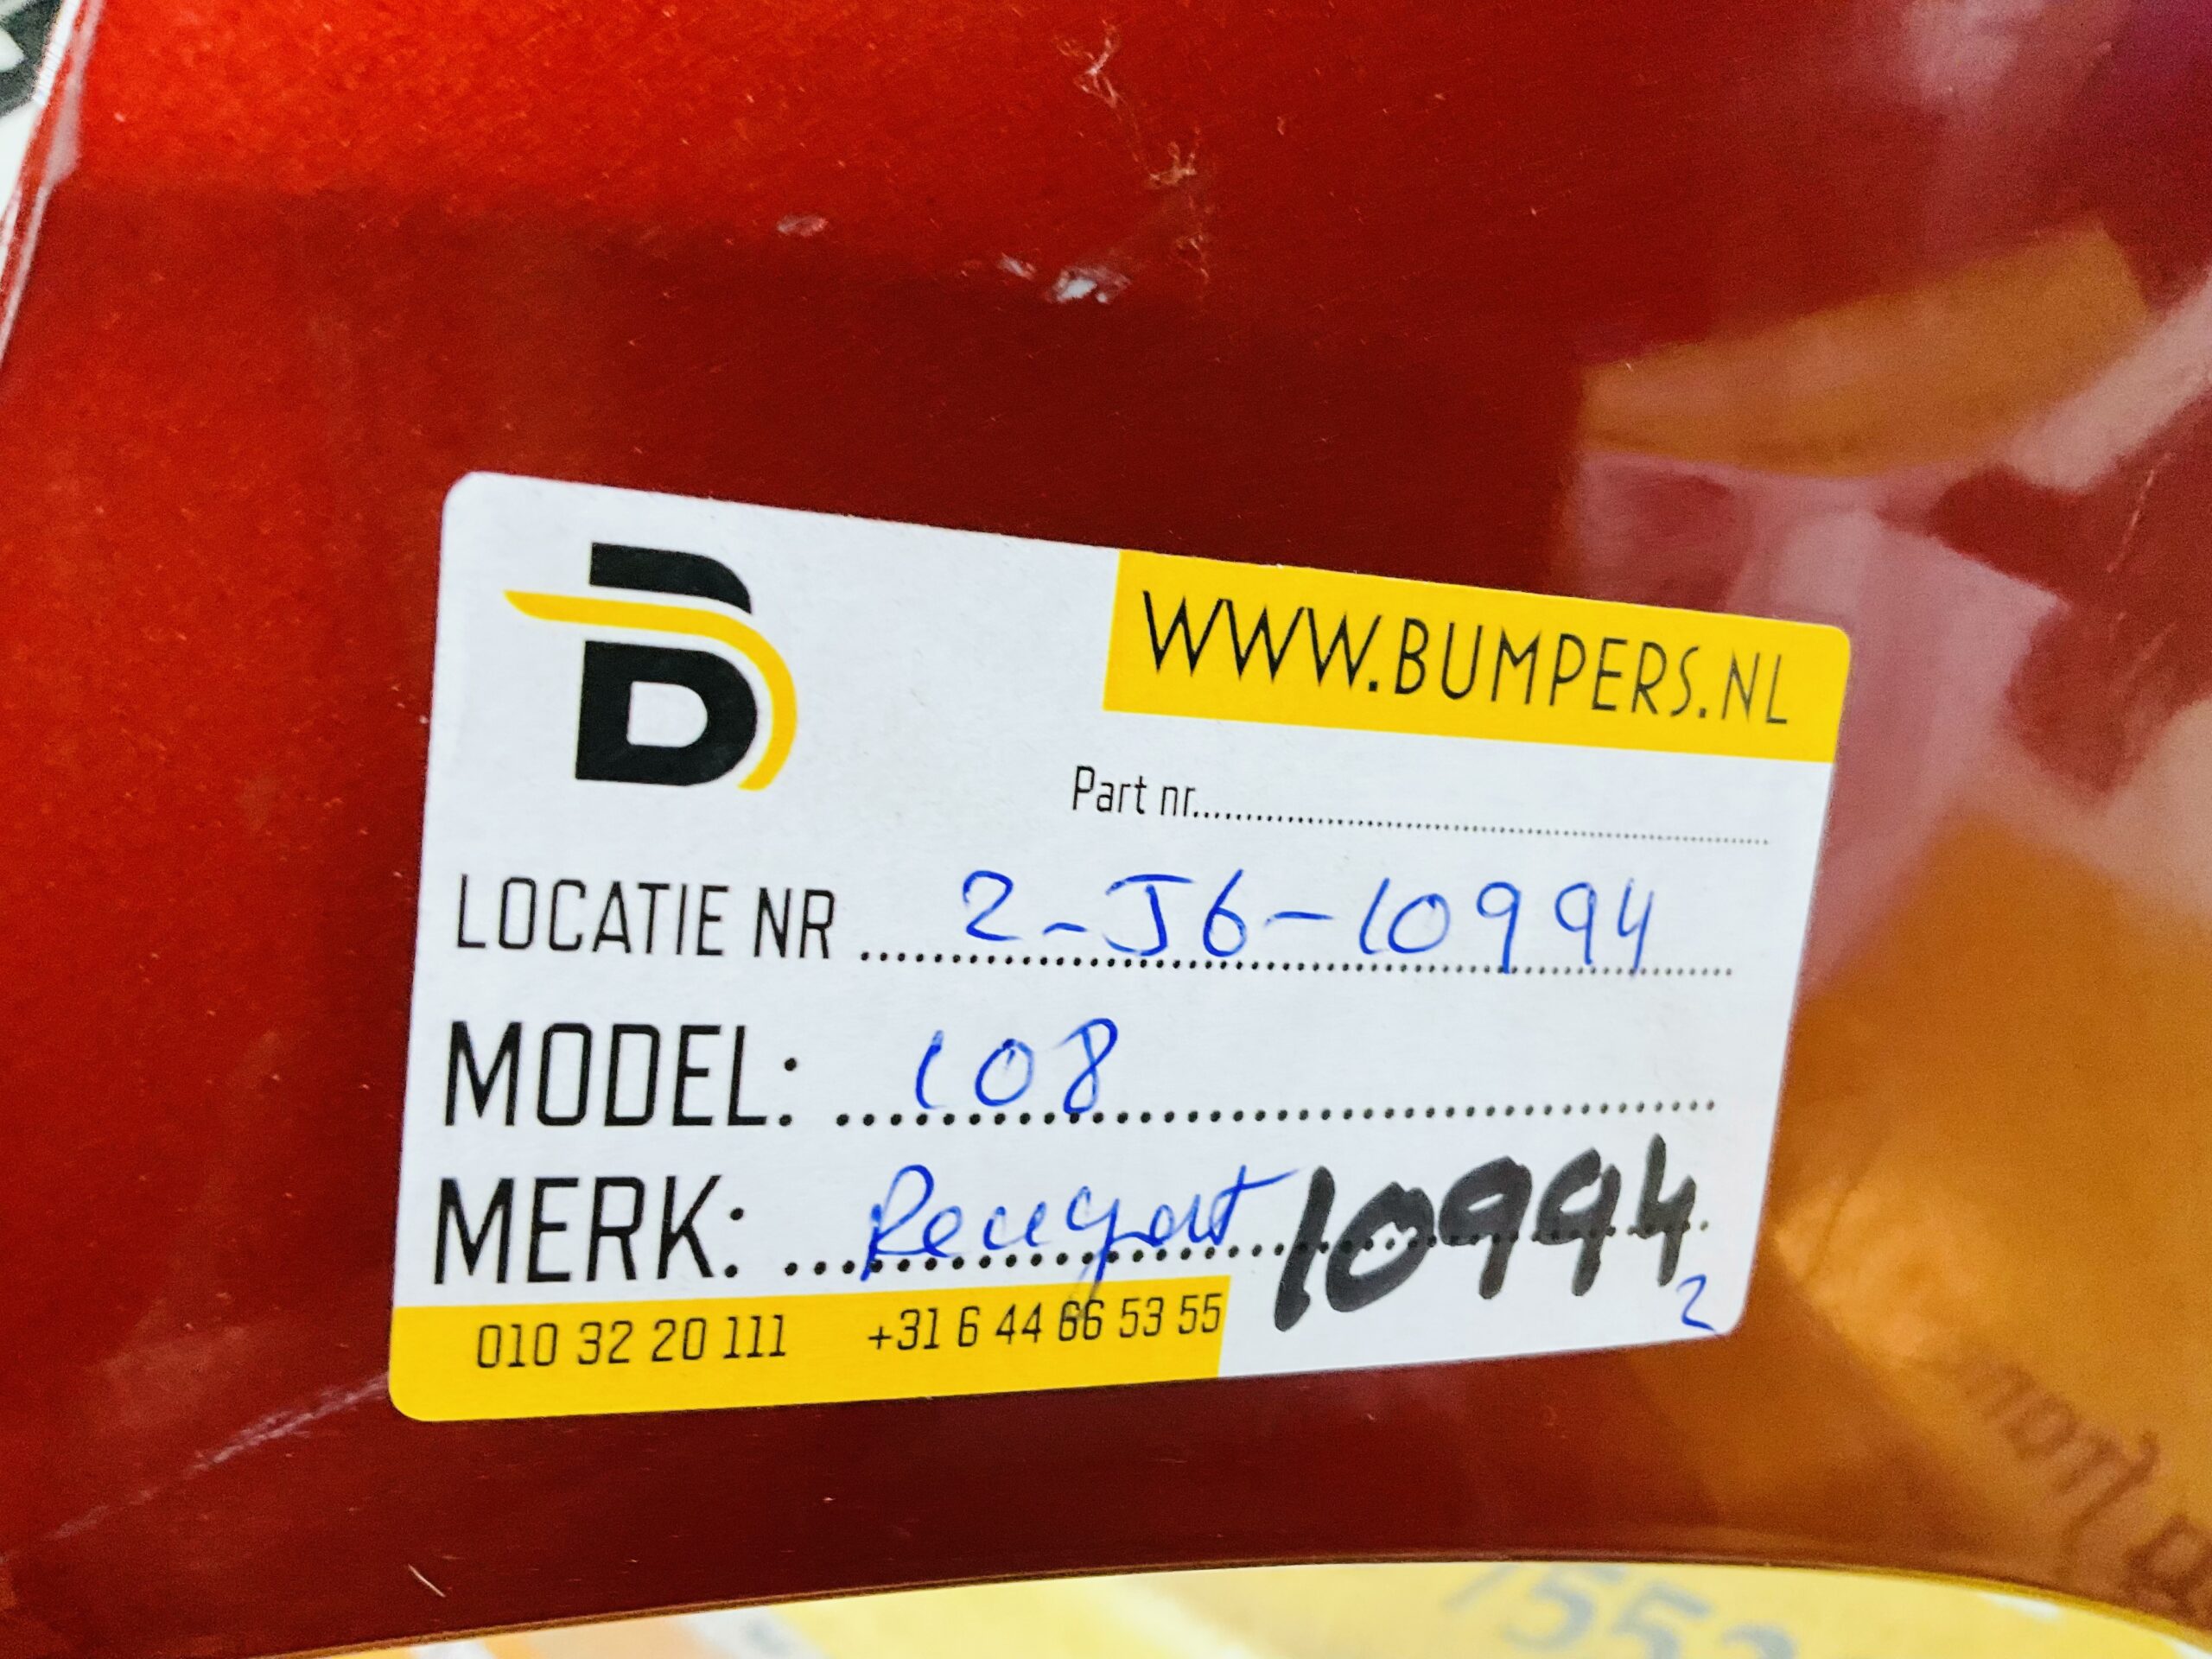 WWW.BUMPERS.NL
Part nr.
LOCATIE NR 2-J6-10994
MODEL: 108
MERK: Peugeot 10994
2
010 32 20 111 +31 6 44 66 53 55